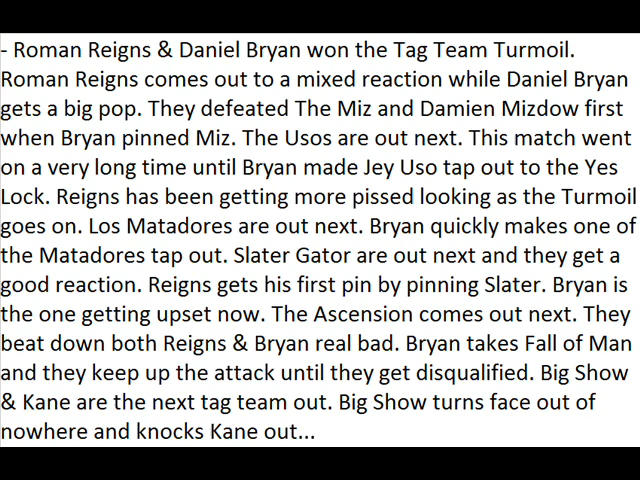 - Roman Reigns & Daniel Bryan won the Tag Team Turmoil.
Roman Reigns comes out to a mixed reaction while Daniel Bryan
gets a big pop. They defeated The Miz and Damien Mizdow first
when Bryan pinned Miz. The Usos are out next. This match went
on a very long time until Bryan made Jey Uso tap out to the Yes
Lock. Reigns has been getting more pissed looking as the Turmoil
goes on. Los Matadores are out next. Bryan quickly makes one of
the Matadores tap out. Slater Gator are out next and they get a
good reaction. Reigns gets his first pin by pinning Slater. Bryan is
the one getting upset now. The Ascension comes out next. They
beat down both Reigns & Bryan real bad. Bryan takes Fall of Man
and they keep up the attack until they get disqualified. Big Show
& Kane are the next tag team out. Big Show turns face out of
nowhere and knocks Kane out...